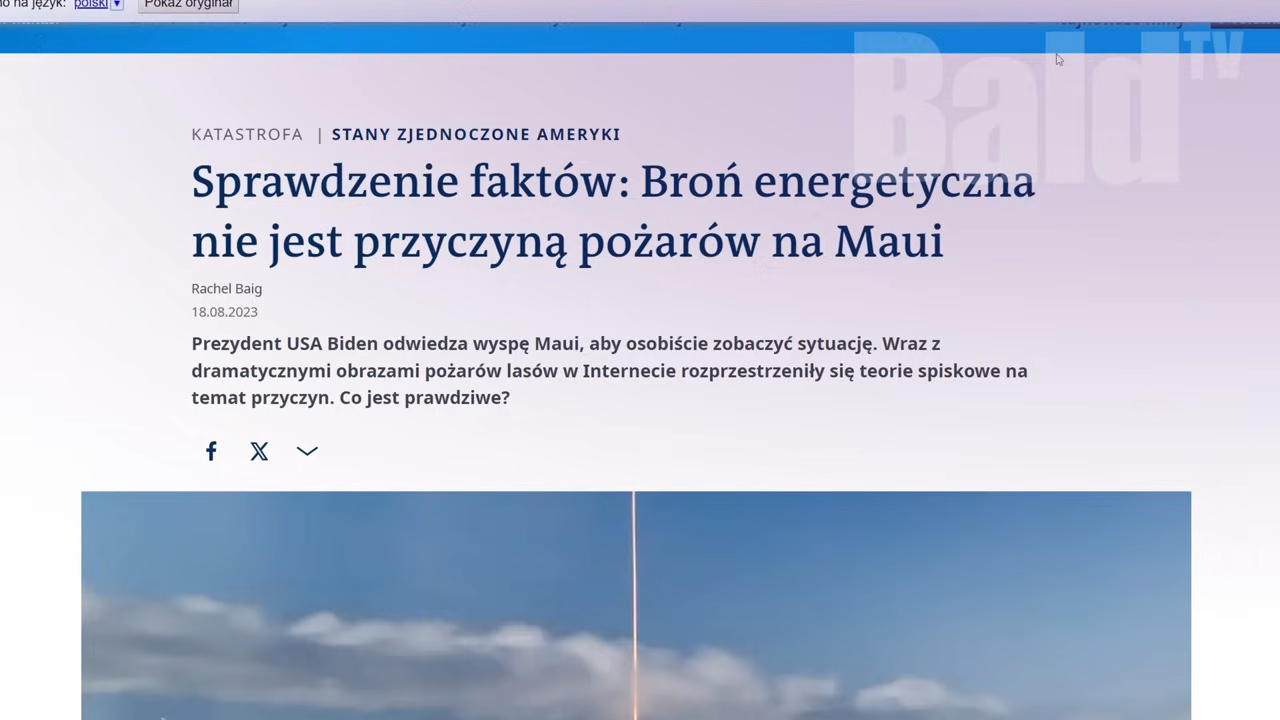 no na język: polski
Pokaż oryginał
Bald TV
KATASTROFA | STANY ZJEDNOCZONE AMERYKI
Sprawdzenie faktów: Broń energetyczna
nie jest przyczyną pożarów na Maui
Rachel Baig
18.08.2023
Prezydent USA Biden odwiedza wyspę Maui, aby osobiście zobaczyć sytuację. Wraz z
dramatycznymi obrazami pożarów lasów w Internecie rozprzestrzeniły się teorie spiskowe na
temat przyczyn. Co jest prawdziwe?